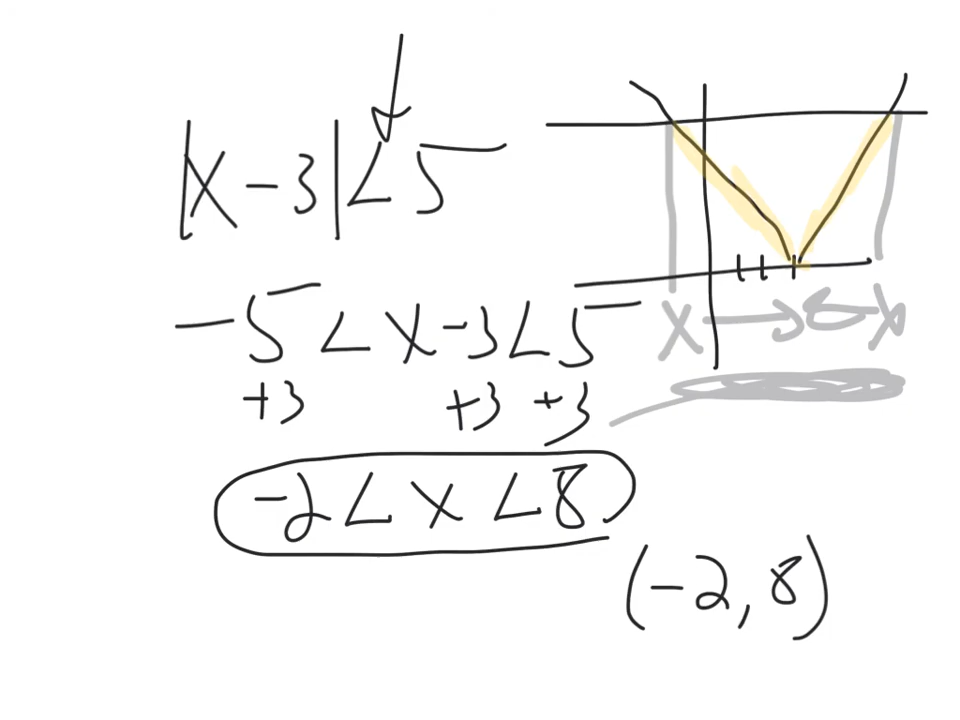 |x-3|<5
-5<x-3<5
+3 +3 +3
-2<x<8
(-2,8)
x x